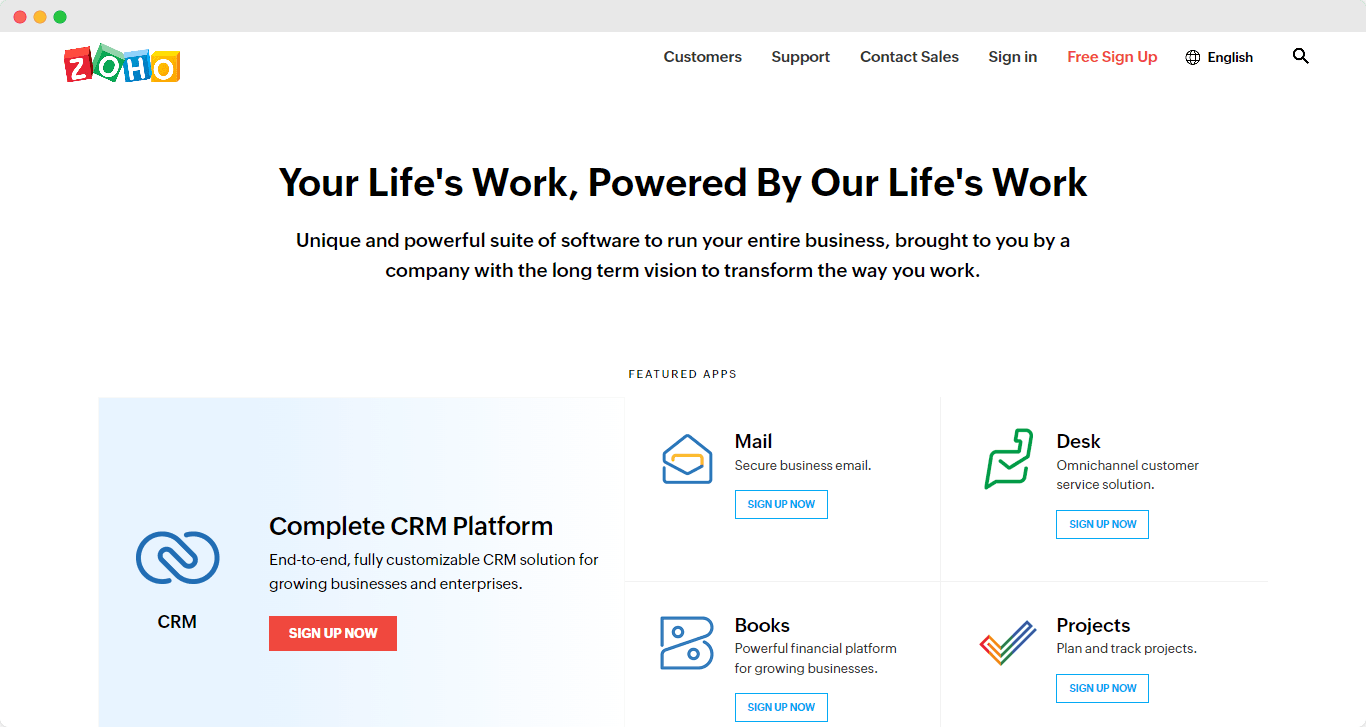 ZOHO
Customers
Support
Contact Sales
Sign in
Free Sign Up
English
Your Life's Work, Powered By Our Life's Work
Unique and powerful suite of software to run your entire business, brought to you by a
company with the long term vision to transform the way you work.
FEATURED APPS
CRM
Complete CRM Platform
End-to-end, fully customizable CRM solution for
growing businesses and enterprises.
SIGN UP NOW
Mail
Secure business email.
SIGN UP NOW
Desk
Omnichannel customer
service solution.
SIGN UP NOW
Books
Powerful financial platform
for growing businesses.
SIGN UP NOW
Projects
Plan and track projects.
SIGN UP NOW